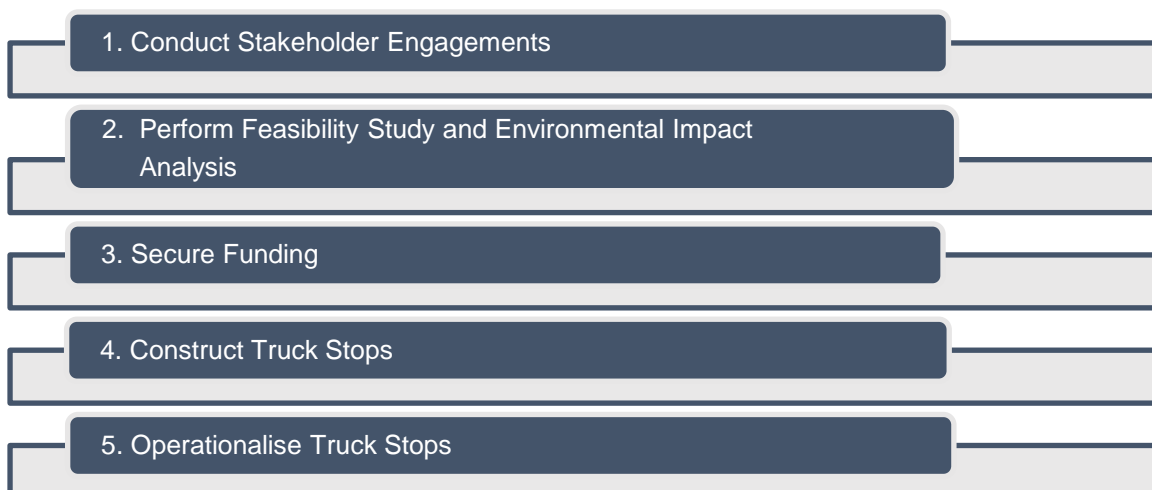 1. Conduct Stakeholder Engagements
2. Perform Feasibility Study and Environmental Impact
Analysis
3. Secure Funding
4. Construct Truck Stops
5. Operationalise Truck Stops